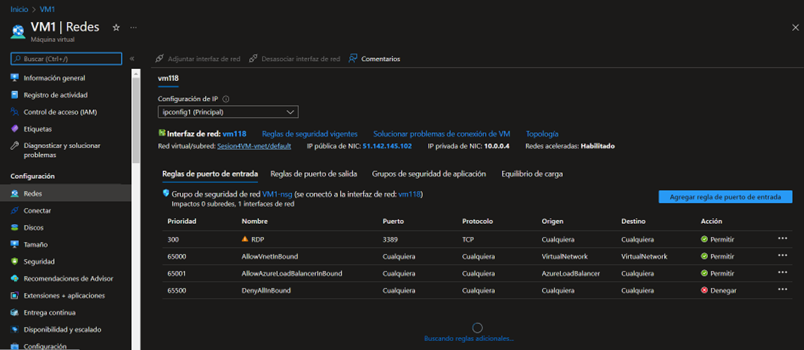 Inicio > VM1
VM1 | Redes
Máquina virtual
Buscar (Ctrl+/)
Información general
Registro de actividad
Control de acceso (IAM)
Etiquetas
Diagnosticar y solucionar
problemas
Configuración
Redes
Conectar
Discos
Tamaño
Seguridad
Recomendaciones de Advisor
Extensiones + aplicaciones
Entrega continua
Disponibilidad y escalado
Configuración
Adjuntar interfaz de red Desasociar interfaz de red Comentarios
vm118
Configuración de IP
ipconfig1 (Principal)
Interfaz de red: vm118 Reglas de seguridad vigentes Solucionar problemas de conexión de VM Topología
Red virtual/subred: Sesion4VM-vnet/default IP pública de NIC: 51.142.145.102 IP privada de NIC: 10.0.0.4 Redes aceleradas: Habilitado
Reglas de puerto de entrada Reglas de puerto de salida Grupos de seguridad de aplicación Equilibrio de carga
Grupo de seguridad de red VM1-nsg (se conectó a la interfaz de red: vm118)
Impactos 0 subredes, 1 interfaces de red
Agregar regla de puerto de entrada
Prioridad Nombre Puerto Protocolo Origen Destino Acción
300 RDP 3389 TCP Cualquiera Cualquiera Permitir
65000 AllowVnetInBound Cualquiera Cualquiera VirtualNetwork VirtualNetwork Permitir
65001 AllowAzureLoadBalancerInBound Cualquiera Cualquiera AzureLoadBalancer Cualquiera Permitir
65500 DenyAllInBound Cualquiera Cualquiera Cualquiera Cualquiera Denegar
Buscando reglas adicionales...